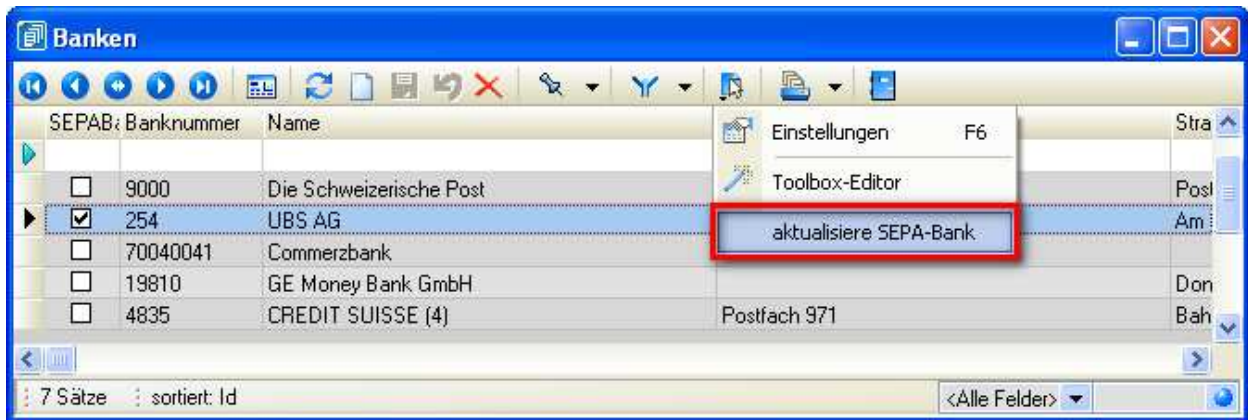 Banken
SEPABa Banknummer Name Stra
Einstellungen F6
Toolbox-Editor
aktualisiere SEPA-Bank
9000 Die Schweizerische Post Post
254 UBS AG Am
70040041 Commerzbank
19810 GE Money Bank GmbH Don
4835 CREDIT SUISSE (4) Postfach 971 Bah
7 Sätze sortiert: Id <Alle Felder>